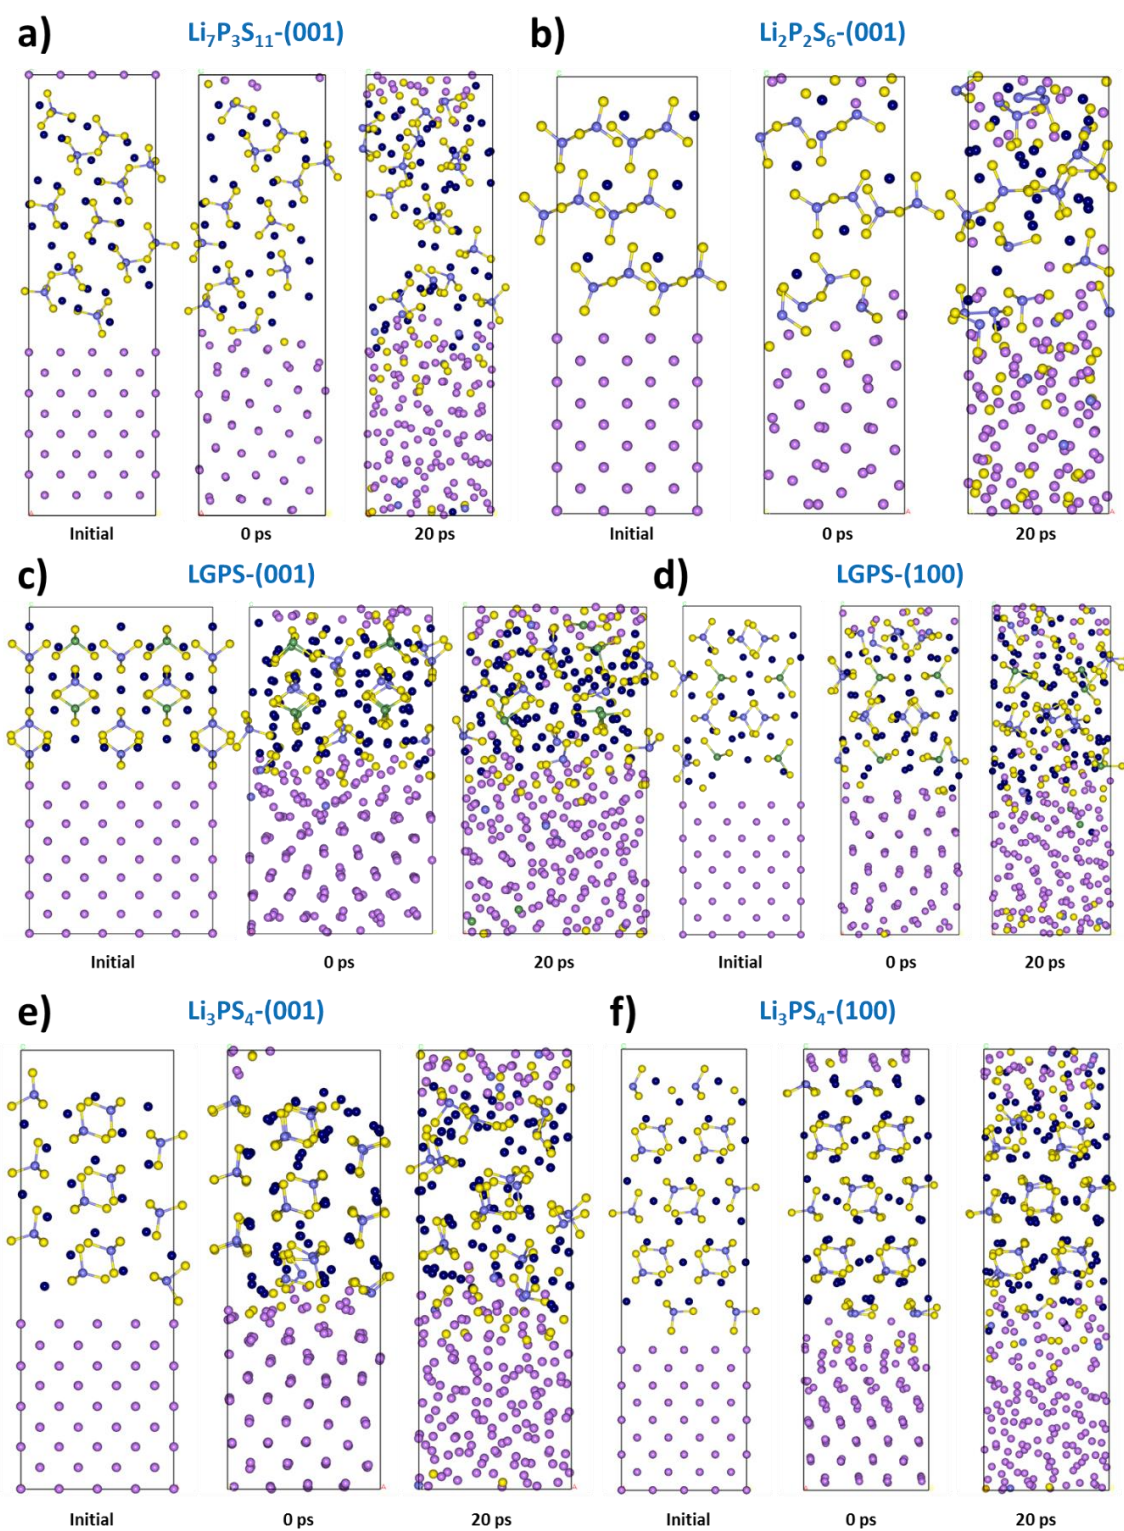 a) Li₇P₃S₁₁-(001)
b) Li₂P₂S₆-(001)
Initial 0 ps 20 ps Initial 0 ps 20 ps
c) LGPS-(001)
d) LGPS-(100)
Initial 0 ps 20 ps Initial 0 ps 20 ps
e) Li₃PS₄-(001)
f) Li₃PS₄-(100)
Initial 0 ps 20 ps Initial 0 ps 20 ps